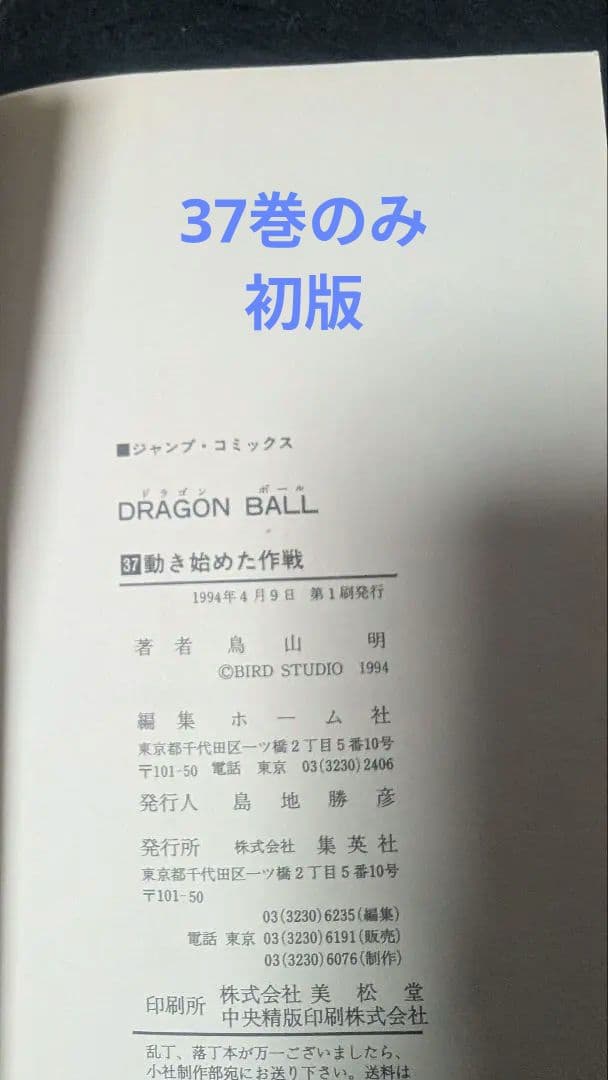 37巻のみ
初版
■ジャンプ・コミックス
ドラゴン ボール
DRAGON BALL
37動き始めた作戦
1994年4月9日 第1刷発行
著者 鳥山 明
©BIRD STUDIO 1994
編集 ホーム社
東京都千代田区一ツ橋2丁目5番10号
〒101-50 電話 東京 03(3230)2406
発行人 島地勝彦
発行所 株式会社 集英社
東京都千代田区一ツ橋2丁目5番10号
〒101-50
03(3230)6235(編集)
電話 東京 03(3230)6191(販売)
03(3230)6076(制作)
印刷所 株式会社 美松堂
中央精版印刷株式会社
乱丁、落丁本が万一ございましたら、
小社制作部宛にお送り下さい。送料は